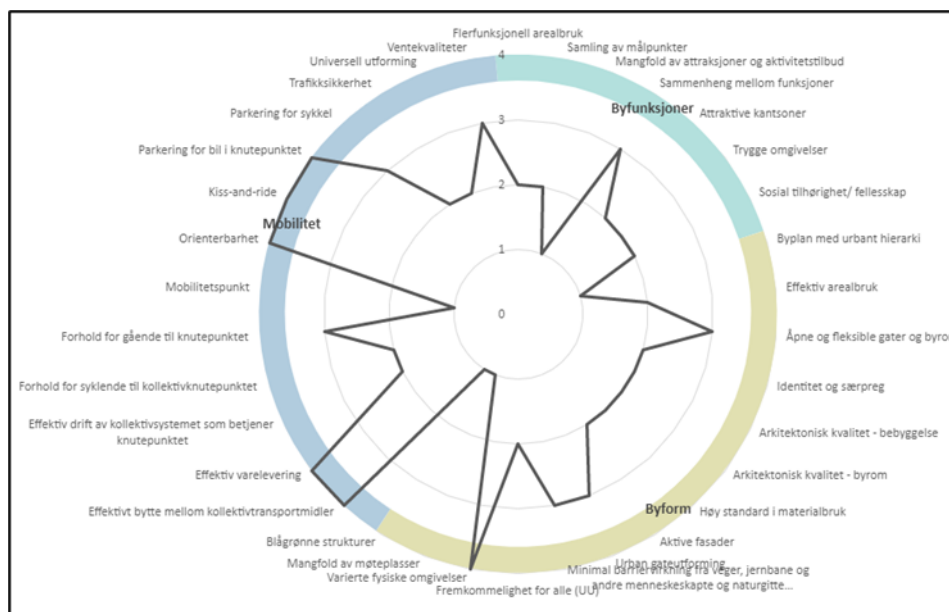 Flerfunksjonell arealbruk
Samling av målpunkter
Mangfold av attraksjoner og aktivitetstilbud
Sammenheng mellom funksjoner
Byfunksjoner
Attraktive kantsoner
Trygge omgivelser
Sosial tilhørighet/ fellesskap
Byplan med urbant hierarki
Effektiv arealbruk
Åpne og fleksible gater og byrom
Identitet og særpreg
Arkitektonisk kvalitet - bebyggelse
Arkitektonisk kvalitet - byrom
Høy standard i materialbruk
Byform
Aktive fasader
Urban gateutforming
Minimal barrierevirkning fra veger, jernbane og
andre menneskeskapte og naturgitte...
Fremkommelighet for alle (UU)
Varierte fysiske omgivelser
Mangfold av møteplasser
Blågrønne strukturer
Effektivt bytte mellom kollektivtransportmidler
Effektiv varelevering
Effektiv drift av kollektivsystemet som betjener
knutepunktet
Forhold for syklende til kollektivknutepunktet
Forhold for gående til knutepunktet
Mobilitetspunkt
Orienterbarhet
Mobilitet
Kiss-and-ride
Parkering for bil i knutepunktet
Parkering for sykkel
Trafikksikkerhet
Universell utforming
Ventekvaliteter
4
3
2
1
0